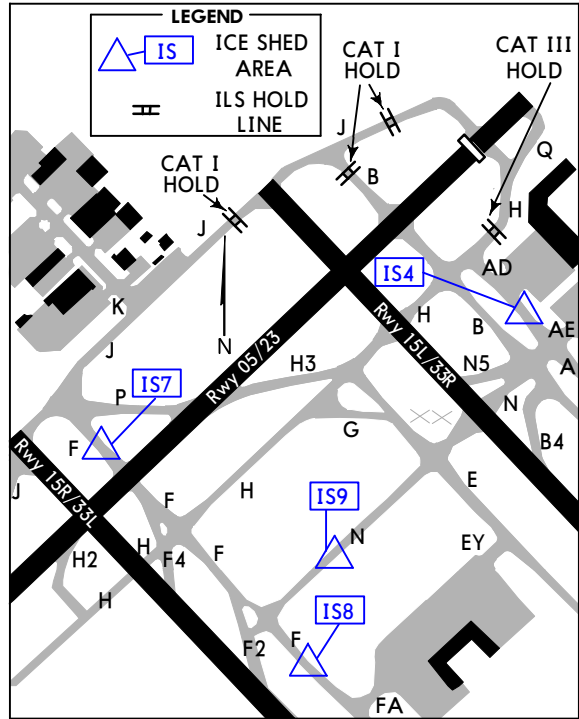 LEGEND
IS
ICE SHED
AREA
ILS HOLD
LINE
CAT I
HOLD
CAT III
HOLD
CAT I
HOLD
J
B
Q
H
J
AD
IS4
K
N
J
H
B
AE
A
Rwy 05/23
Rwy 15L/33R
H3
N5
N
P
IS7
F
G
B4
Rwy 15R/33L
J
H
E
IS9
F
N
EY
H2
H
F4
F
H
F2
F
IS8
FA